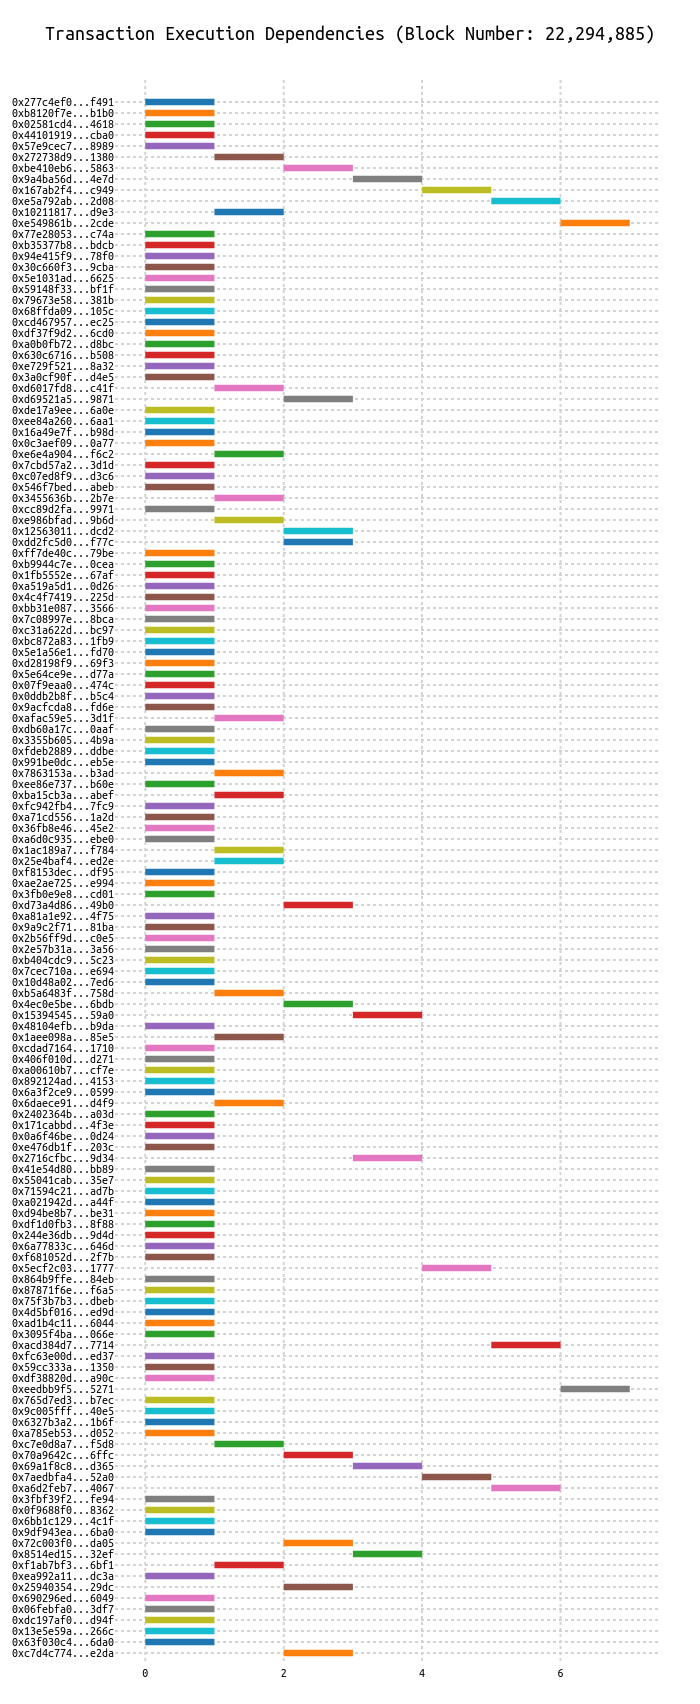 Transaction Execution Dependencies (Block Number: 22,294,885)
0x277c4ef0...f491
0xb8120f7e...b1b0
0x02581cd4...4618
0x44101919...cba0
0x57e9cec7...8989
0x272738d9...1380
0xbe410eb6...5863
0x9a4ba56d...4e7d
0x167ab2f4...c949
0xe5a792ab...2d08
0x10211817...d9e3
0xe549861b...2cde
0x77e28053...c74a
0xb35377b8...bdcb
0x94e415f9...78f0
0x30c660f3...9cba
0x5e1031ad...6625
0x59148f33...bf1f
0x79673e58...381b
0x68ffda09...105c
0xcd467957...ec25
0xdf37f9d2...6cd0
0xa0b0fb72...d8bc
0x630c6716...b508
0xe729f521...8a32
0x3a0cf90f...d4e5
0xd6017fd8...c41f
0xd69521a5...9871
0xde17a9ee...6a0e
0xee84a260...6aa1
0x16a49e7f...b98d
0x0c3aef09...0a77
0xe6e4a904...f6c2
0x7cbd57a2...3d1d
0xc07ed8f9...d3c6
0x546f7bed...abeb
0x3455636b...2b7e
0xcc89d2fa...9971
0xe986bfad...9b6d
0x12563011...dcd2
0xdd2fc5d0...f77c
0xff7de40c...79be
0xb9944c7e...0cea
0x1fb5552e...67af
0xa519a5d1...0d26
0x4c4f7419...225d
0xbb31e087...3566
0x7c08997e...8bca
0xc31a622d...bc97
0xbc872a83...1fb9
0x5e1a56e1...fd70
0xd28198f9...69f3
0x5e64ce9e...d77a
0x07f9eaa0...474c
0x0ddb2b8f...b5c4
0x9acfcda8...fd6e
0xafac59e5...3d1f
0xdb60a17c...0aaf
0x3355b605...4b9a
0xfdeb2889...ddbe
0x991be0dc...eb5e
0x7863153a...b3ad
0xee86e737...b60e
0xba15cb3a...abef
0xfc942fb4...7fc9
0xa71cd556...1a2d
0x36fb8e46...45e2
0xa6d0c935...ebe0
0x1ac189a7...f784
0x25e4baf4...ed2e
0xf8153dec...df95
0xae2ae725...e994
0x3fb0e9e8...cd01
0xd73a4d86...49b0
0xa81a1e92...4f75
0x9a9c2f71...81ba
0x2b56ff9d...c0e5
0x2e57b31a...3a56
0xb404cdc9...5c23
0x7cec710a...e694
0x10d48a02...7ed6
0xb5a6483f...758d
0x4ec0e5be...6bdb
0x15394545...59a0
0x48104efb...b9da
0x1aee098a...85e5
0xcdad7164...1710
0x406f010d...d271
0xa00610b7...cf7e
0x892124ad...4153
0x6a3f2ce9...0599
0x6daece91...d4f9
0x2402364b...a03d
0x171cabbd...4f3e
0x0a6f46be...0d24
0xe476db1f...203c
0x2716cfbc...9d34
0x41e54d80...bb89
0x55041cab...35e7
0x71594c21...ad7b
0xa021942d...a44f
0xd94be8b7...be31
0xdf1d0fb3...8f88
0x244e36db...9d4d
0x6a77833c...646d
0xf681052d...2f7b
0x5ecf2c03...1777
0x864b9ffe...84eb
0x87871f6e...f6a5
0x75f3b7b3...dbeb
0x4d5bf016...ed9d
0xad1b4c11...6044
0x3095f4ba...066e
0xacd384d7...7714
0xfc63e00d...ed37
0x59cc333a...1350
0xdf38820d...a90c
0xeedbb9f5...5271
0x765d7ed3...b7ec
0x9c005fff...40e5
0x6327b3a2...1b6f
0xa785eb53...d052
0xc7e0d8a7...f5d8
0x70a9642c...6ffc
0x69a1f8c8...d365
0x7aedbfa4...52a0
0xa6d2feb7...4067
0x3fbf39f2...fe94
0x0f9688f0...8362
0x6bb1c129...4c1f
0x9df943ea...6ba0
0x72c003f0...da05
0x8514ed15...32ef
0xf1ab7bf3...6bf1
0xea992a11...dc3a
0x25940354...29dc
0x690296ed...6049
0x06febfa0...3df7
0xdc197af0...d94f
0x13e5e59a...266c
0x63f030c4...6da0
0xc7d4c774...e2da
0 2 4 6